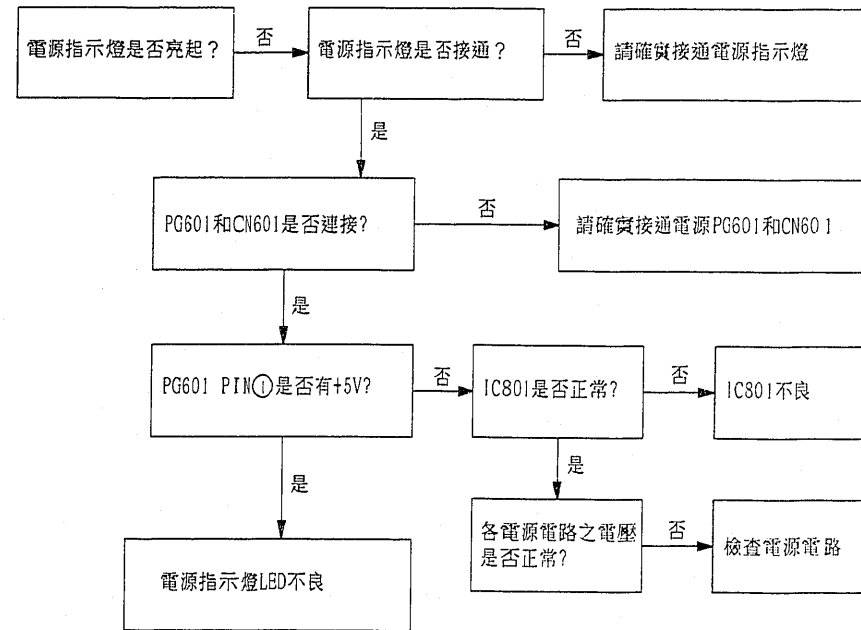 電源指示燈是否亮起？
否
電源指示燈是否接通？
否
請確實接通電源指示燈
是
PG601和CN601是否連接?
否
請確實接通電源PG601和CN601
是
PG601 PIN①是否有+5V?
否
IC801是否正常?
否
IC801不良
是
是
各電源電路之電壓
是否正常?
否
檢查電源電路
電源指示燈LED不良